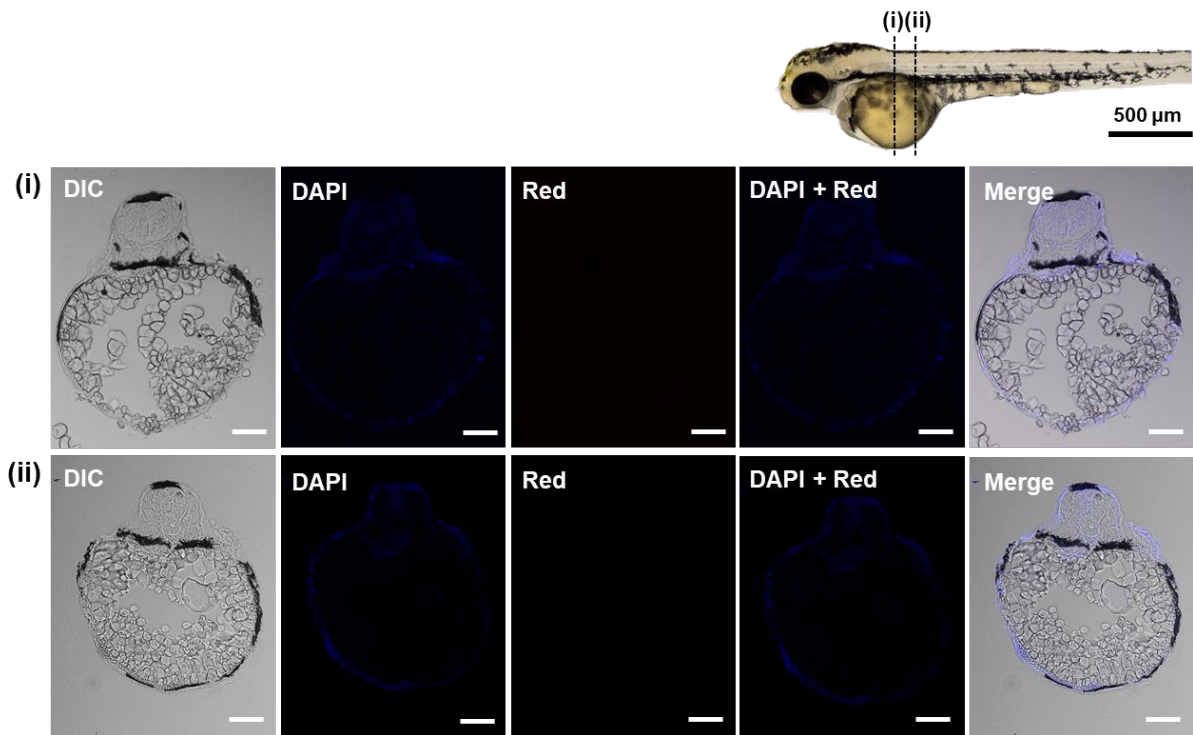 (i)(ii)
500 µm
(i)
DIC
DAPI
Red
DAPI + Red
Merge
(ii)
DIC
DAPI
Red
DAPI + Red
Merge